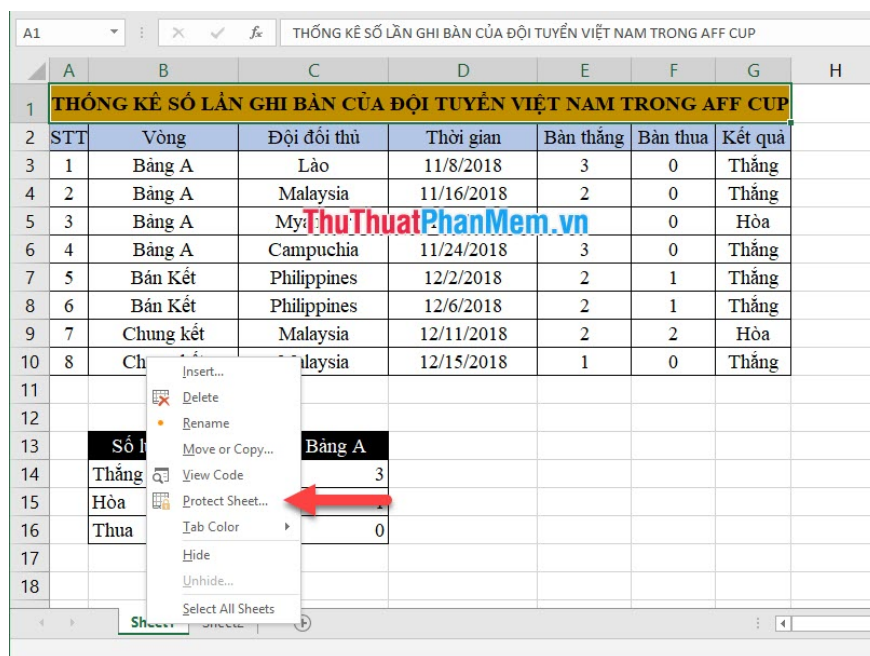 A1 fx THỐNG KÊ SỐ LẦN GHI BÀN CỦA ĐỘI TUYỂN VIỆT NAM TRONG AFF CUP
A B C D E F G H
1 THỐNG KÊ SỐ LẦN GHI BÀN CỦA ĐỘI TUYỂN VIỆT NAM TRONG AFF CUP
2 STT Vòng Đội đối thủ Thời gian Bàn thắng Bàn thua Kết quả
3 1 Bảng A Lào 11/8/2018 3 0 Thắng
4 2 Bảng A Malaysia 11/16/2018 2 0 Thắng
5 3 Bảng A 0 Hòa
ThuThuatPhanMem.vn
6 4 Bảng A Campuchia 11/24/2018 3 0 Thắng
7 5 Bán Kết Philippines 12/2/2018 2 1 Thắng
8 6 Bán Kết Philippines 12/6/2018 2 1 Thắng
9 7 Chung kết Malaysia 12/11/2018 2 2 Hòa
10 8 12/15/2018 1 0 Thắng
11
12
13 Số Bảng A
14 Thắng 3
15 Hòa
16 Thua 0
17
18
Insert...
Delete
Rename
Move or Copy...
View Code
Protect Sheet...
Tab Color
Hide
Unhide...
Select All Sheets
Sheet1